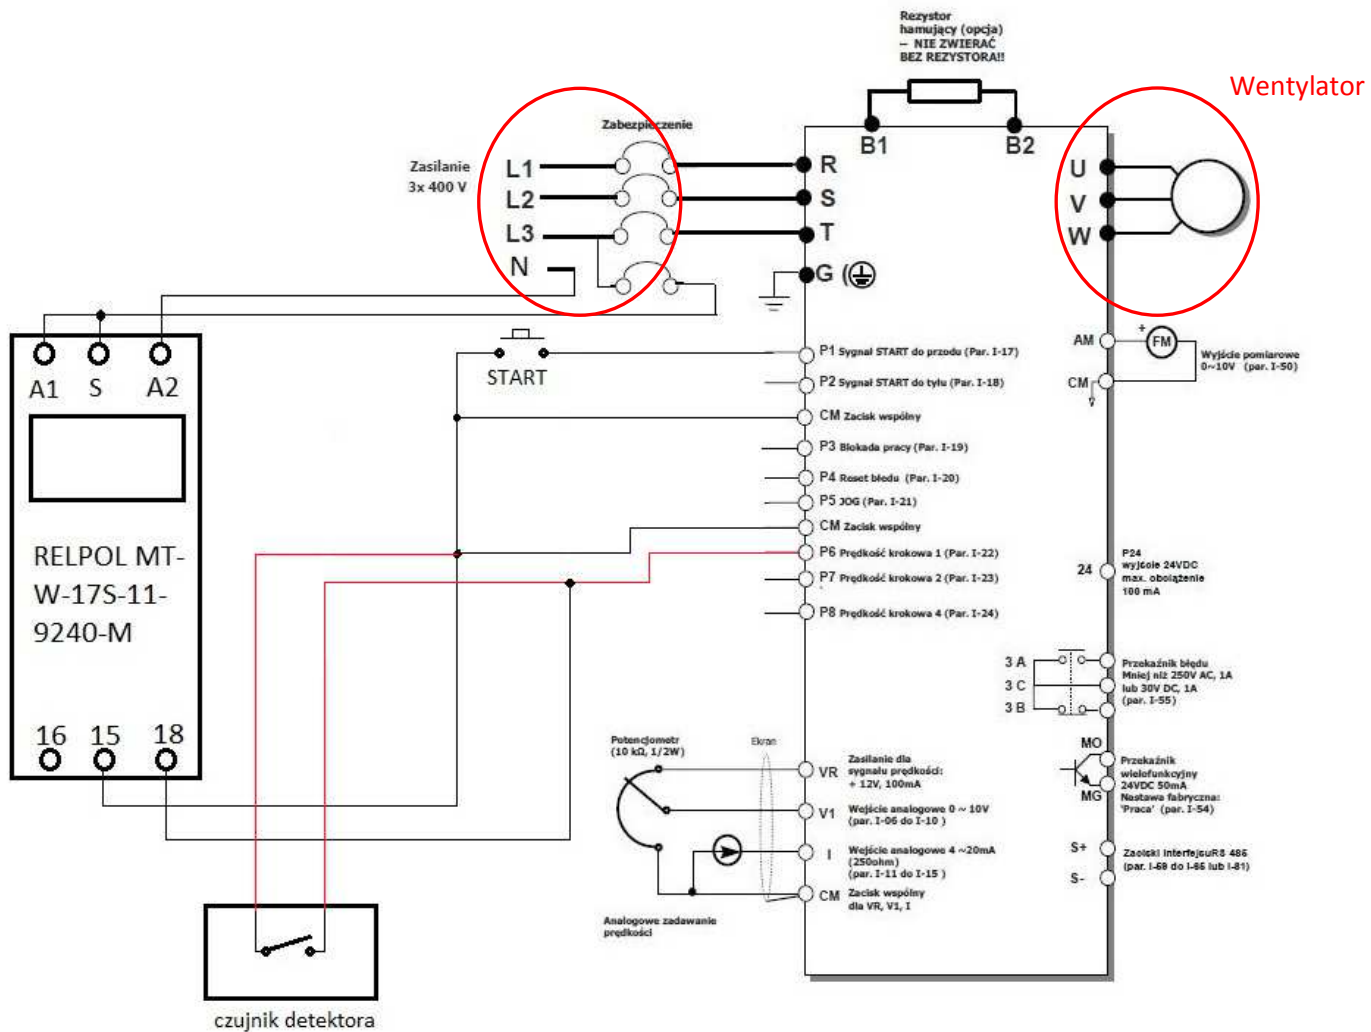 Rezystor
hamujący (opcja)
– NIE ZWIERAĆ
BEZ REZYSTORA!!
Wentylator
Zabezpieczenie
B1
B2
Zasilanie
3x 400 V
L1
L2
L3
N
R
S
T
G
U
V
W
A1
S
A2
START
P1 Sygnał START do przodu (Par. I-17)
P2 Sygnał START do tyłu (Par. I-18)
CM Zacisk wspólny
P3 Blokada pracy (Par. I-19)
P4 Reset błedu (Par. I-20)
P5 JOG (Par. I-21)
CM Zacisk wspólny
P6 Prędkość krokowa 1 (Par. I-22)
P7 Prędkość krokowa 2 (Par. I-23)
P8 Prędkość krokowa 4 (Par. I-24)
AM
+
FM
CM
Wyjście pomiarowe
0~10V (par. I-50)
RELPOL MT-
W-17S-11-
9240-M
24
P24
wyjście 24VDC
max. obciążenie
100 mA
3 A
3 C
3 B
Przekaźnik błędu
Mniej niż 250V AC, 1A
lub 30V DC, 1A
(par. I-55)
16
15
18
Potencjometr
(10 kΩ, 1/2W)
Ekran
VR
Zasilanie dla
sygnału prędkości:
+ 12V, 100mA
V1
Wejście analogowe 0 ~ 10V
(par. I-06 do I-10 )
I
Wejście analogowe 4 ~20mA
(250ohm)
(par. I-11 do I-15 )
CM
Zacisk wspólny
dla VR, V1, I
Analogowe zadawanie
prędkości
MO
MG
Przekaźnik
wielofunkcyjny
24VDC 50mA
Nastawa fabryczna:
'Praca' (par. I-54)
S+
S-
Zaciski interfejsuRS 485
(par. I-59 do I-66 lub I-81)
czujnik detektora